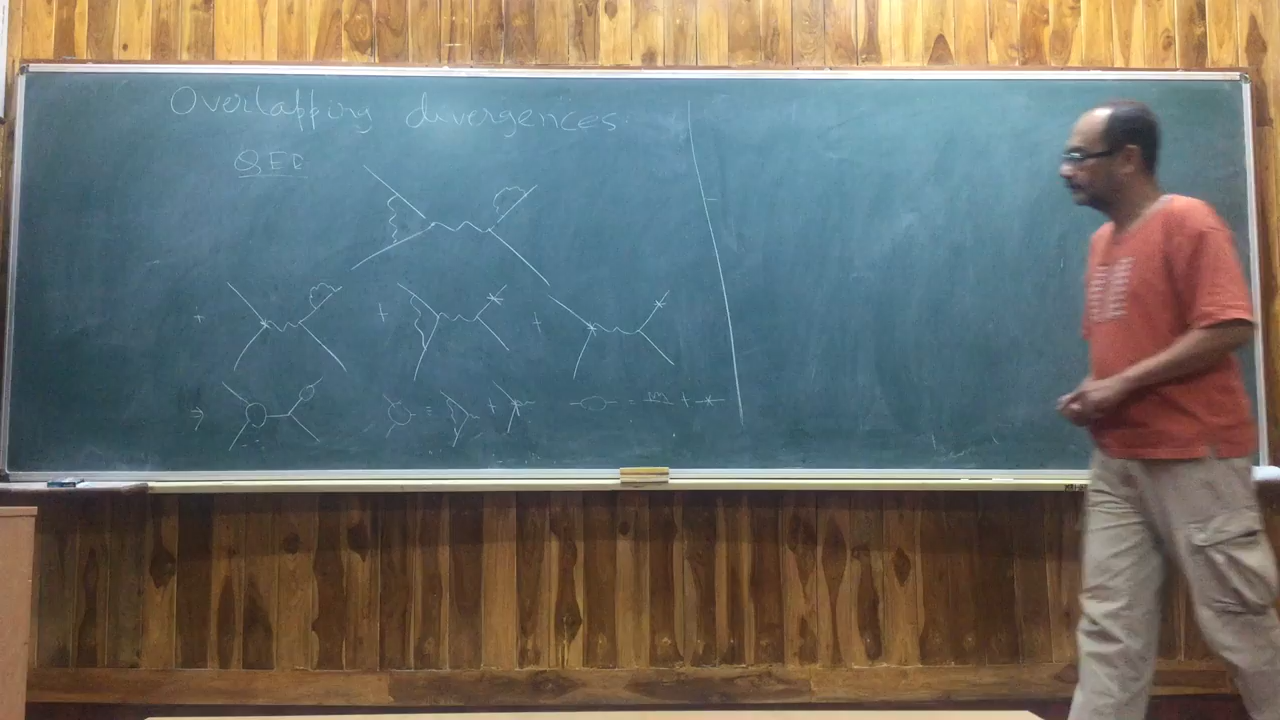 Overlapping divergences.
QED
+ + +
⇒ = + = +